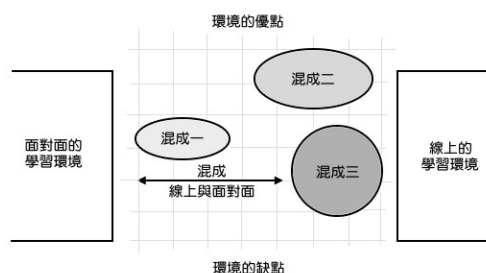 環境的優點
混成二
面對面的
學習環境
混成一
線上的
學習環境
混成
線上與面對面
混成三
環境的缺點